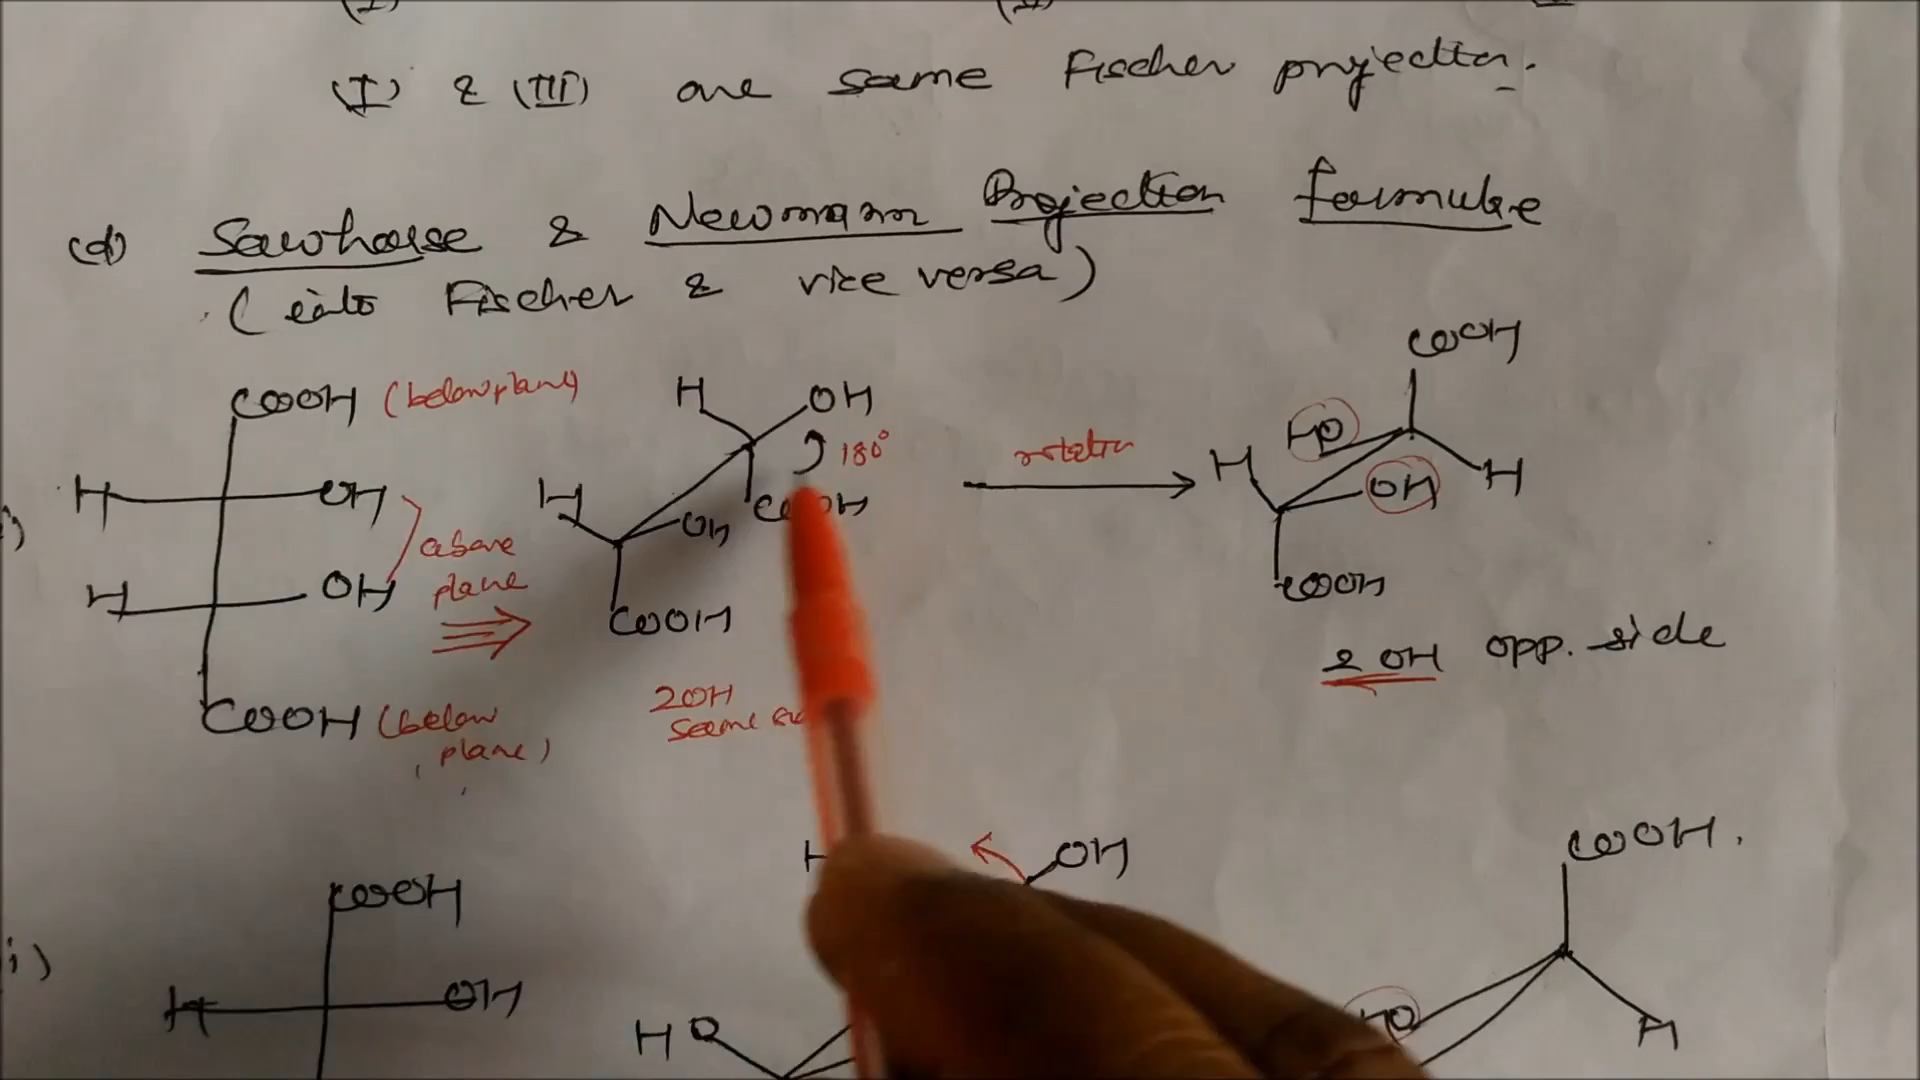 (I) & (III) are same Fischer projection.
(d) Sawhorse & Newmann Projection formulae
(into Fischer & vice versa)
COOH (below plane)
H OH
H OH
above
plane
COOH (below
plane)
H OH
180°
H OH COOH
COOH
2OH
same
rotation
COOH
HO
H OH H
COOH
2 OH opp. side
COOH
H OH
H OH
HO
COOH.
HO H